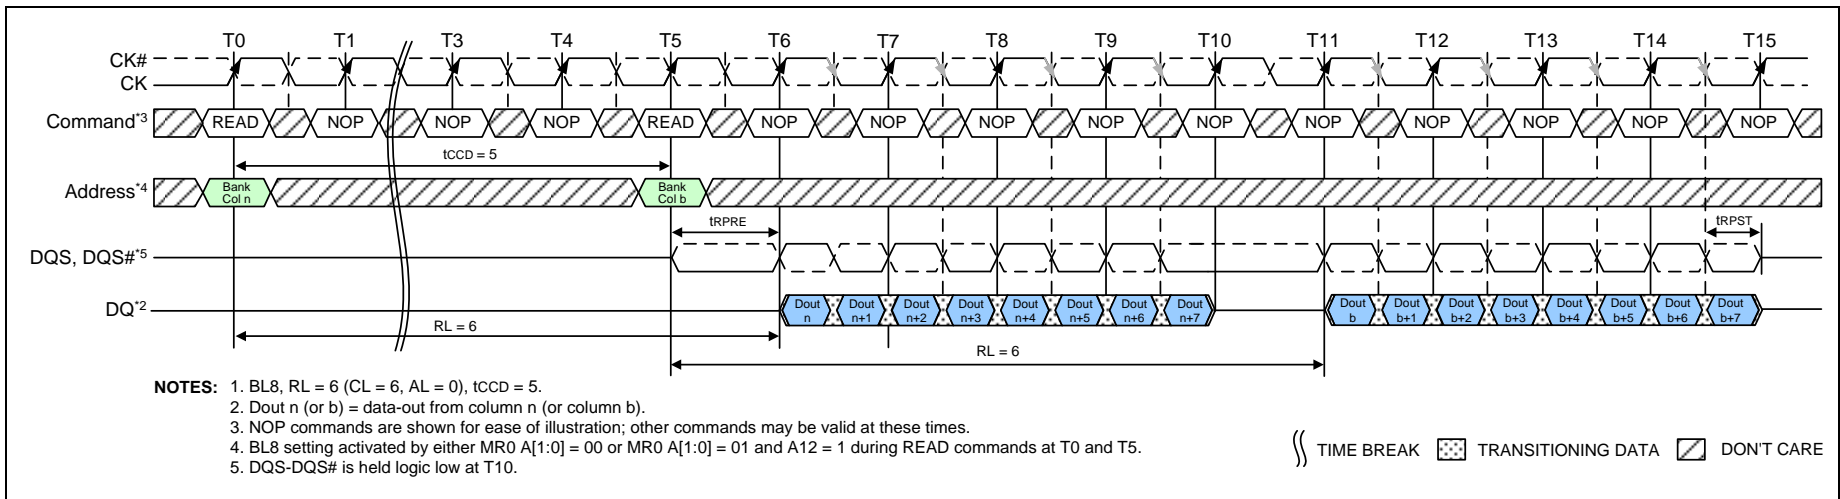 T0 T1 T3 T4 T5 T6 T7 T8 T9 T10 T11 T12 T13 T14 T15
CK#
CK
Command*3 READ NOP NOP NOP READ NOP NOP NOP NOP NOP NOP NOP NOP NOP NOP
tCCD = 5
Address*4 Bank Col n Bank Col b
tRPRE tRPST
DQS, DQS#*5
DQ*2 Dout n Dout n+1 Dout n+2 Dout n+3 Dout n+4 Dout n+5 Dout n+6 Dout n+7 Dout b Dout b+1 Dout b+2 Dout b+3 Dout b+4 Dout b+5 Dout b+6 Dout b+7
RL = 6
RL = 6
NOTES: 1. BL8, RL = 6 (CL = 6, AL = 0), tCCD = 5.
2. Dout n (or b) = data-out from column n (or column b).
3. NOP commands are shown for ease of illustration; other commands may be valid at these times.
4. BL8 setting activated by either MR0 A[1:0] = 00 or MR0 A[1:0] = 01 and A12 = 1 during READ commands at T0 and T5.
5. DQS-DQS# is held logic low at T10.
TIME BREAK TRANSITIONING DATA DON'T CARE